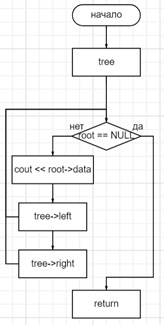 начало
tree
нет
да
root == NULL
cout << root->data
tree->left
tree->right
return